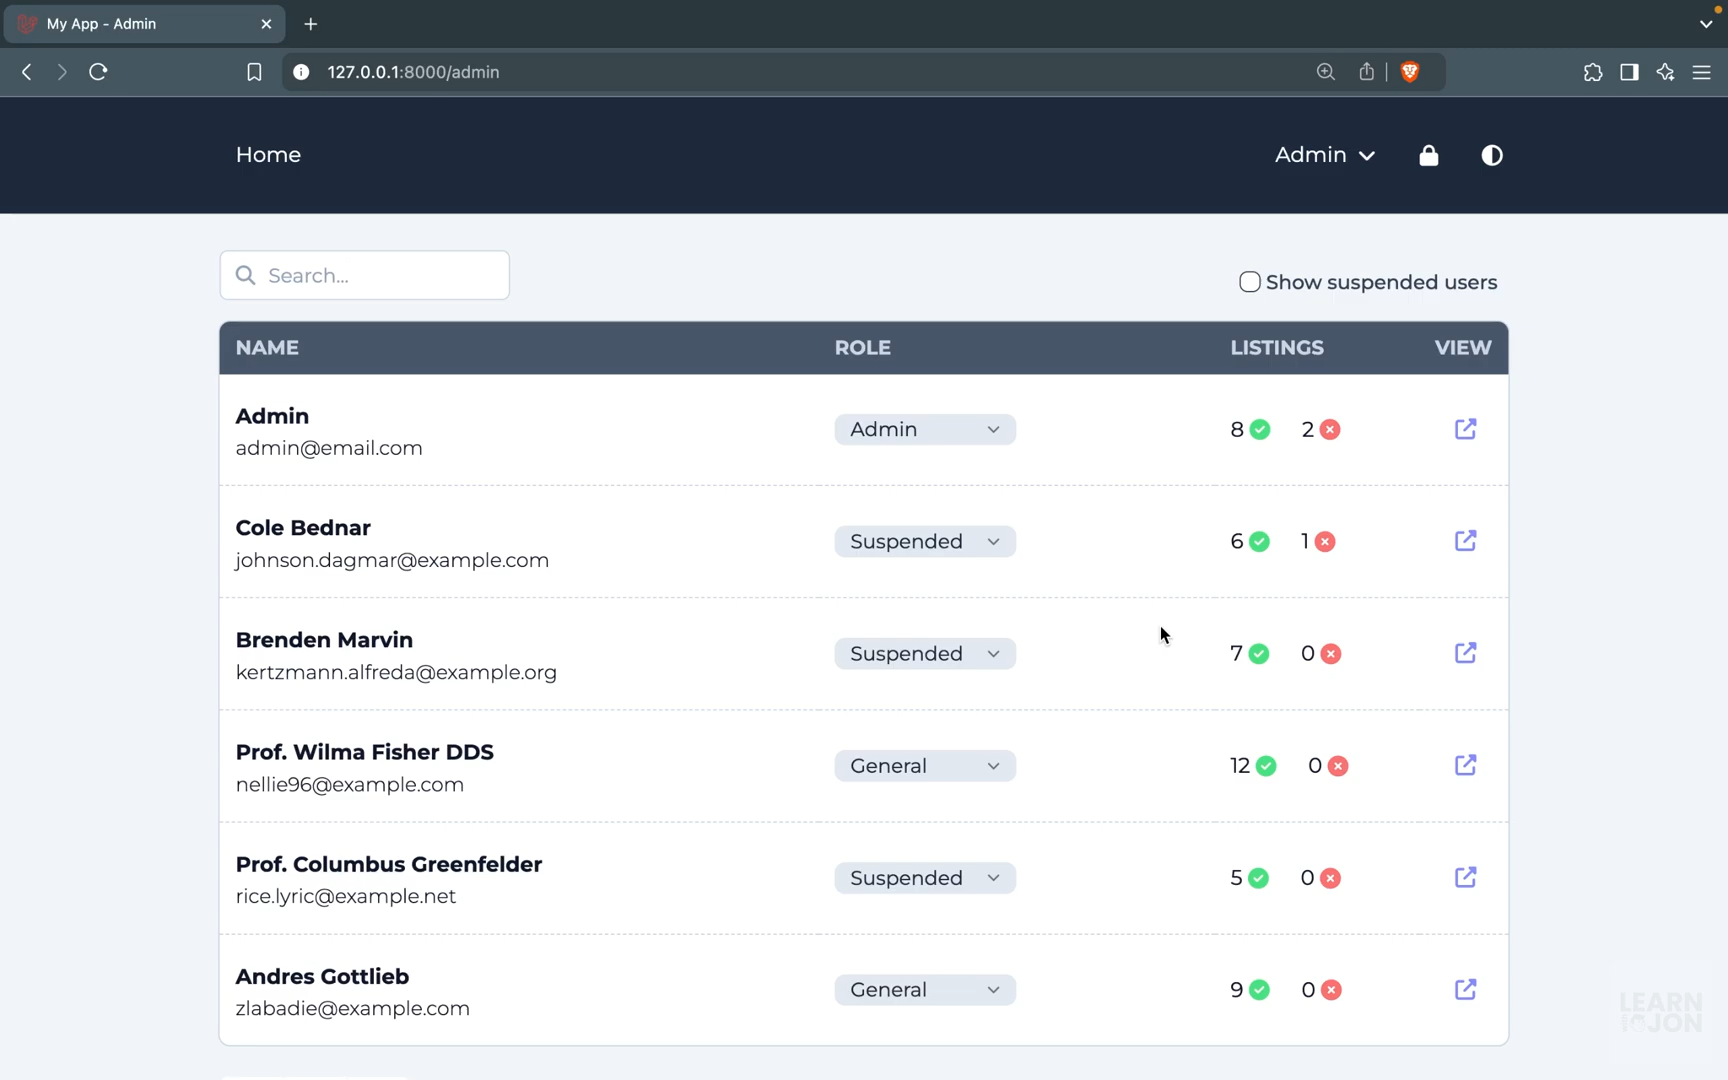 My App - Admin
127.0.0.1:8000/admin
Home
Admin
Search...
Show suspended users
NAME ROLE LISTINGS VIEW
Admin
admin@email.com
Admin
8 2
Cole Bednar
johnson.dagmar@example.com
Suspended
6 1
Brenden Marvin
kertzmann.alfreda@example.org
Suspended
7 0
Prof. Wilma Fisher DDS
nellie96@example.com
General
12 0
Prof. Columbus Greenfelder
rice.lyric@example.net
Suspended
5 0
Andres Gottlieb
zlabadie@example.com
General
9 0
LEARN
JON